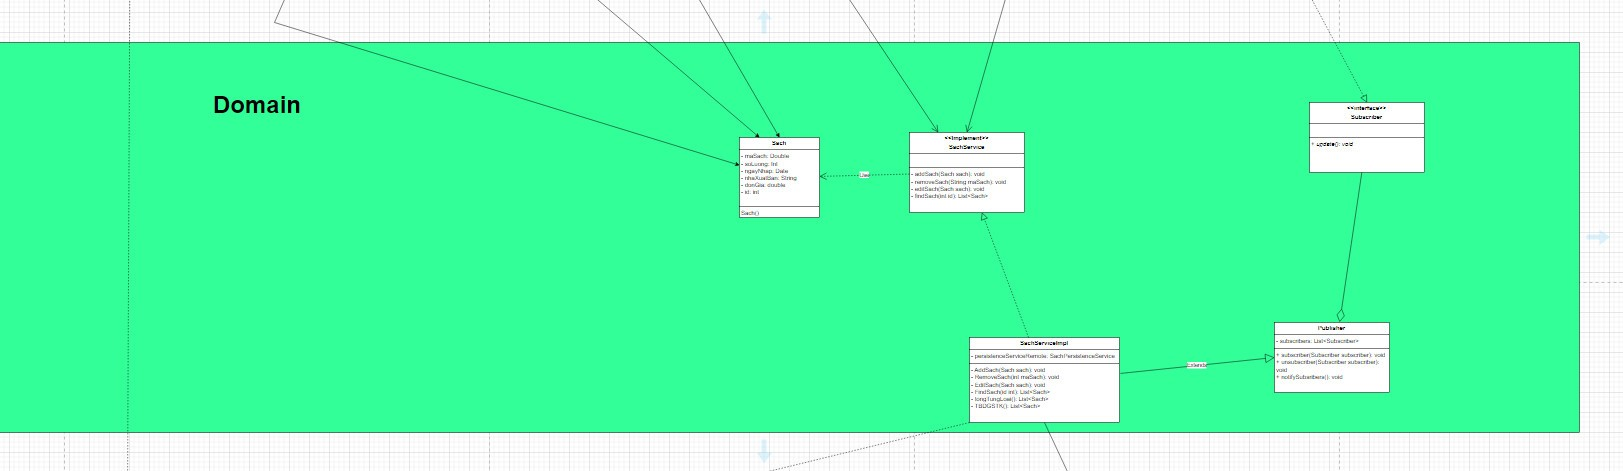 Domain
Sach
- maSach: Double
- soLuong: Int
- ngayNhap: Date
- nhaXuatBan: String
- donGia: double
- id: int
Sach()
Use
<<Implement>>
SachService
- addSach(Sach sach): void
- removeSach(String maSach): void
- editSach(Sach sach): void
- findSach(int id): List<Sach>
<<interface>>
Subscriber
+ update(): void
SachServiceImpl
- persistenceServiceRemote: SachPersistenceService
- AddSach(Sach sach): void
- RemoveSach(int maSach): void
- EditSach(Sach sach): void
- FindSach(id int): List<Sach>
- tongTungLoai(): List<Sach>
- TBDGSTK(): List<Sach>
Extends
Publisher
- subscribers: List<Subscriber>
+ subscriber(Subscriber subscriber): void
+ unsubscriber(Subscriber subscriber):
void
+ notifySubsribers(): void